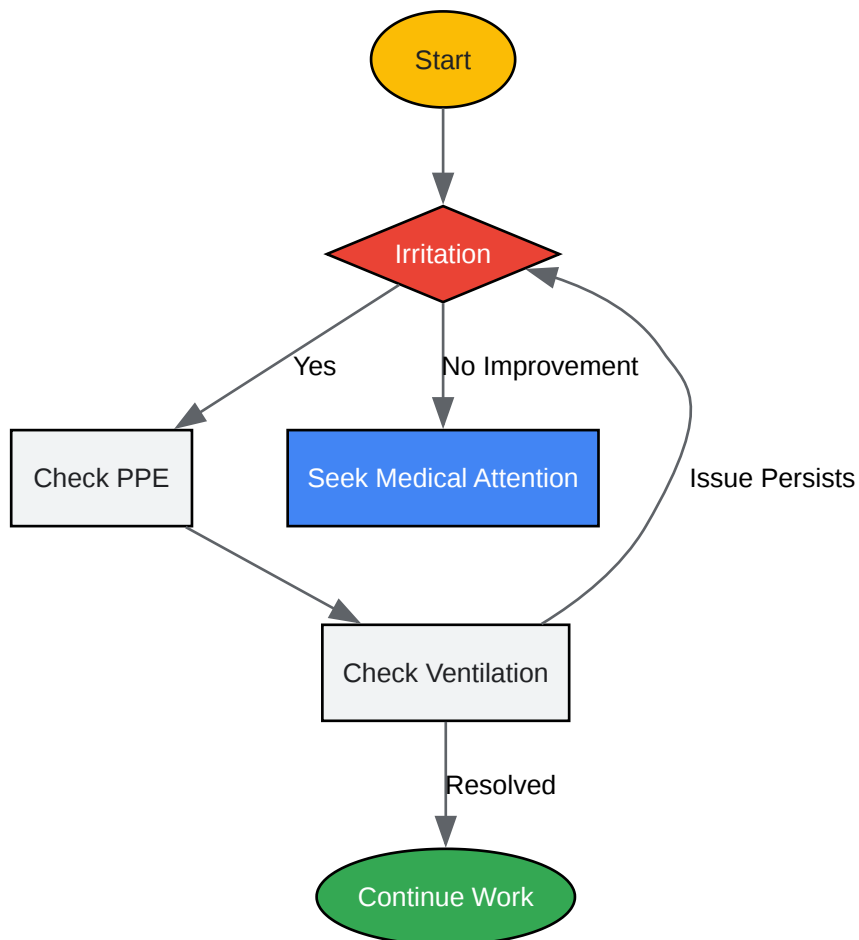 Start
Irritation
Yes
No Improvement
Check PPE
Seek Medical Attention
Issue Persists
Check Ventilation
Resolved
Continue Work